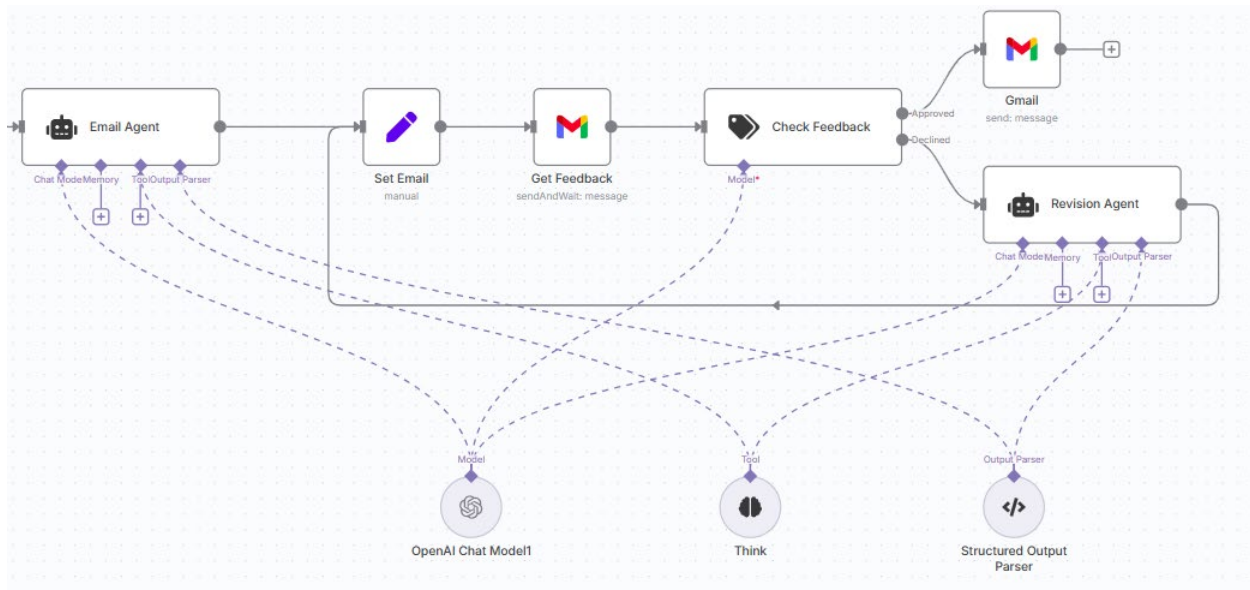 Gmail
send: message
Email Agent
Set Email
manual
Get Feedback
sendAndWait: message
Check Feedback
Approved
Declined
Revision Agent
Chat Mode
Memory
Tool
Output Parser
Model*
Chat Mode
Memory
Tool
Output Parser
Model
OpenAI Chat Model1
Tool
Think
Output Parser
Structured Output
Parser